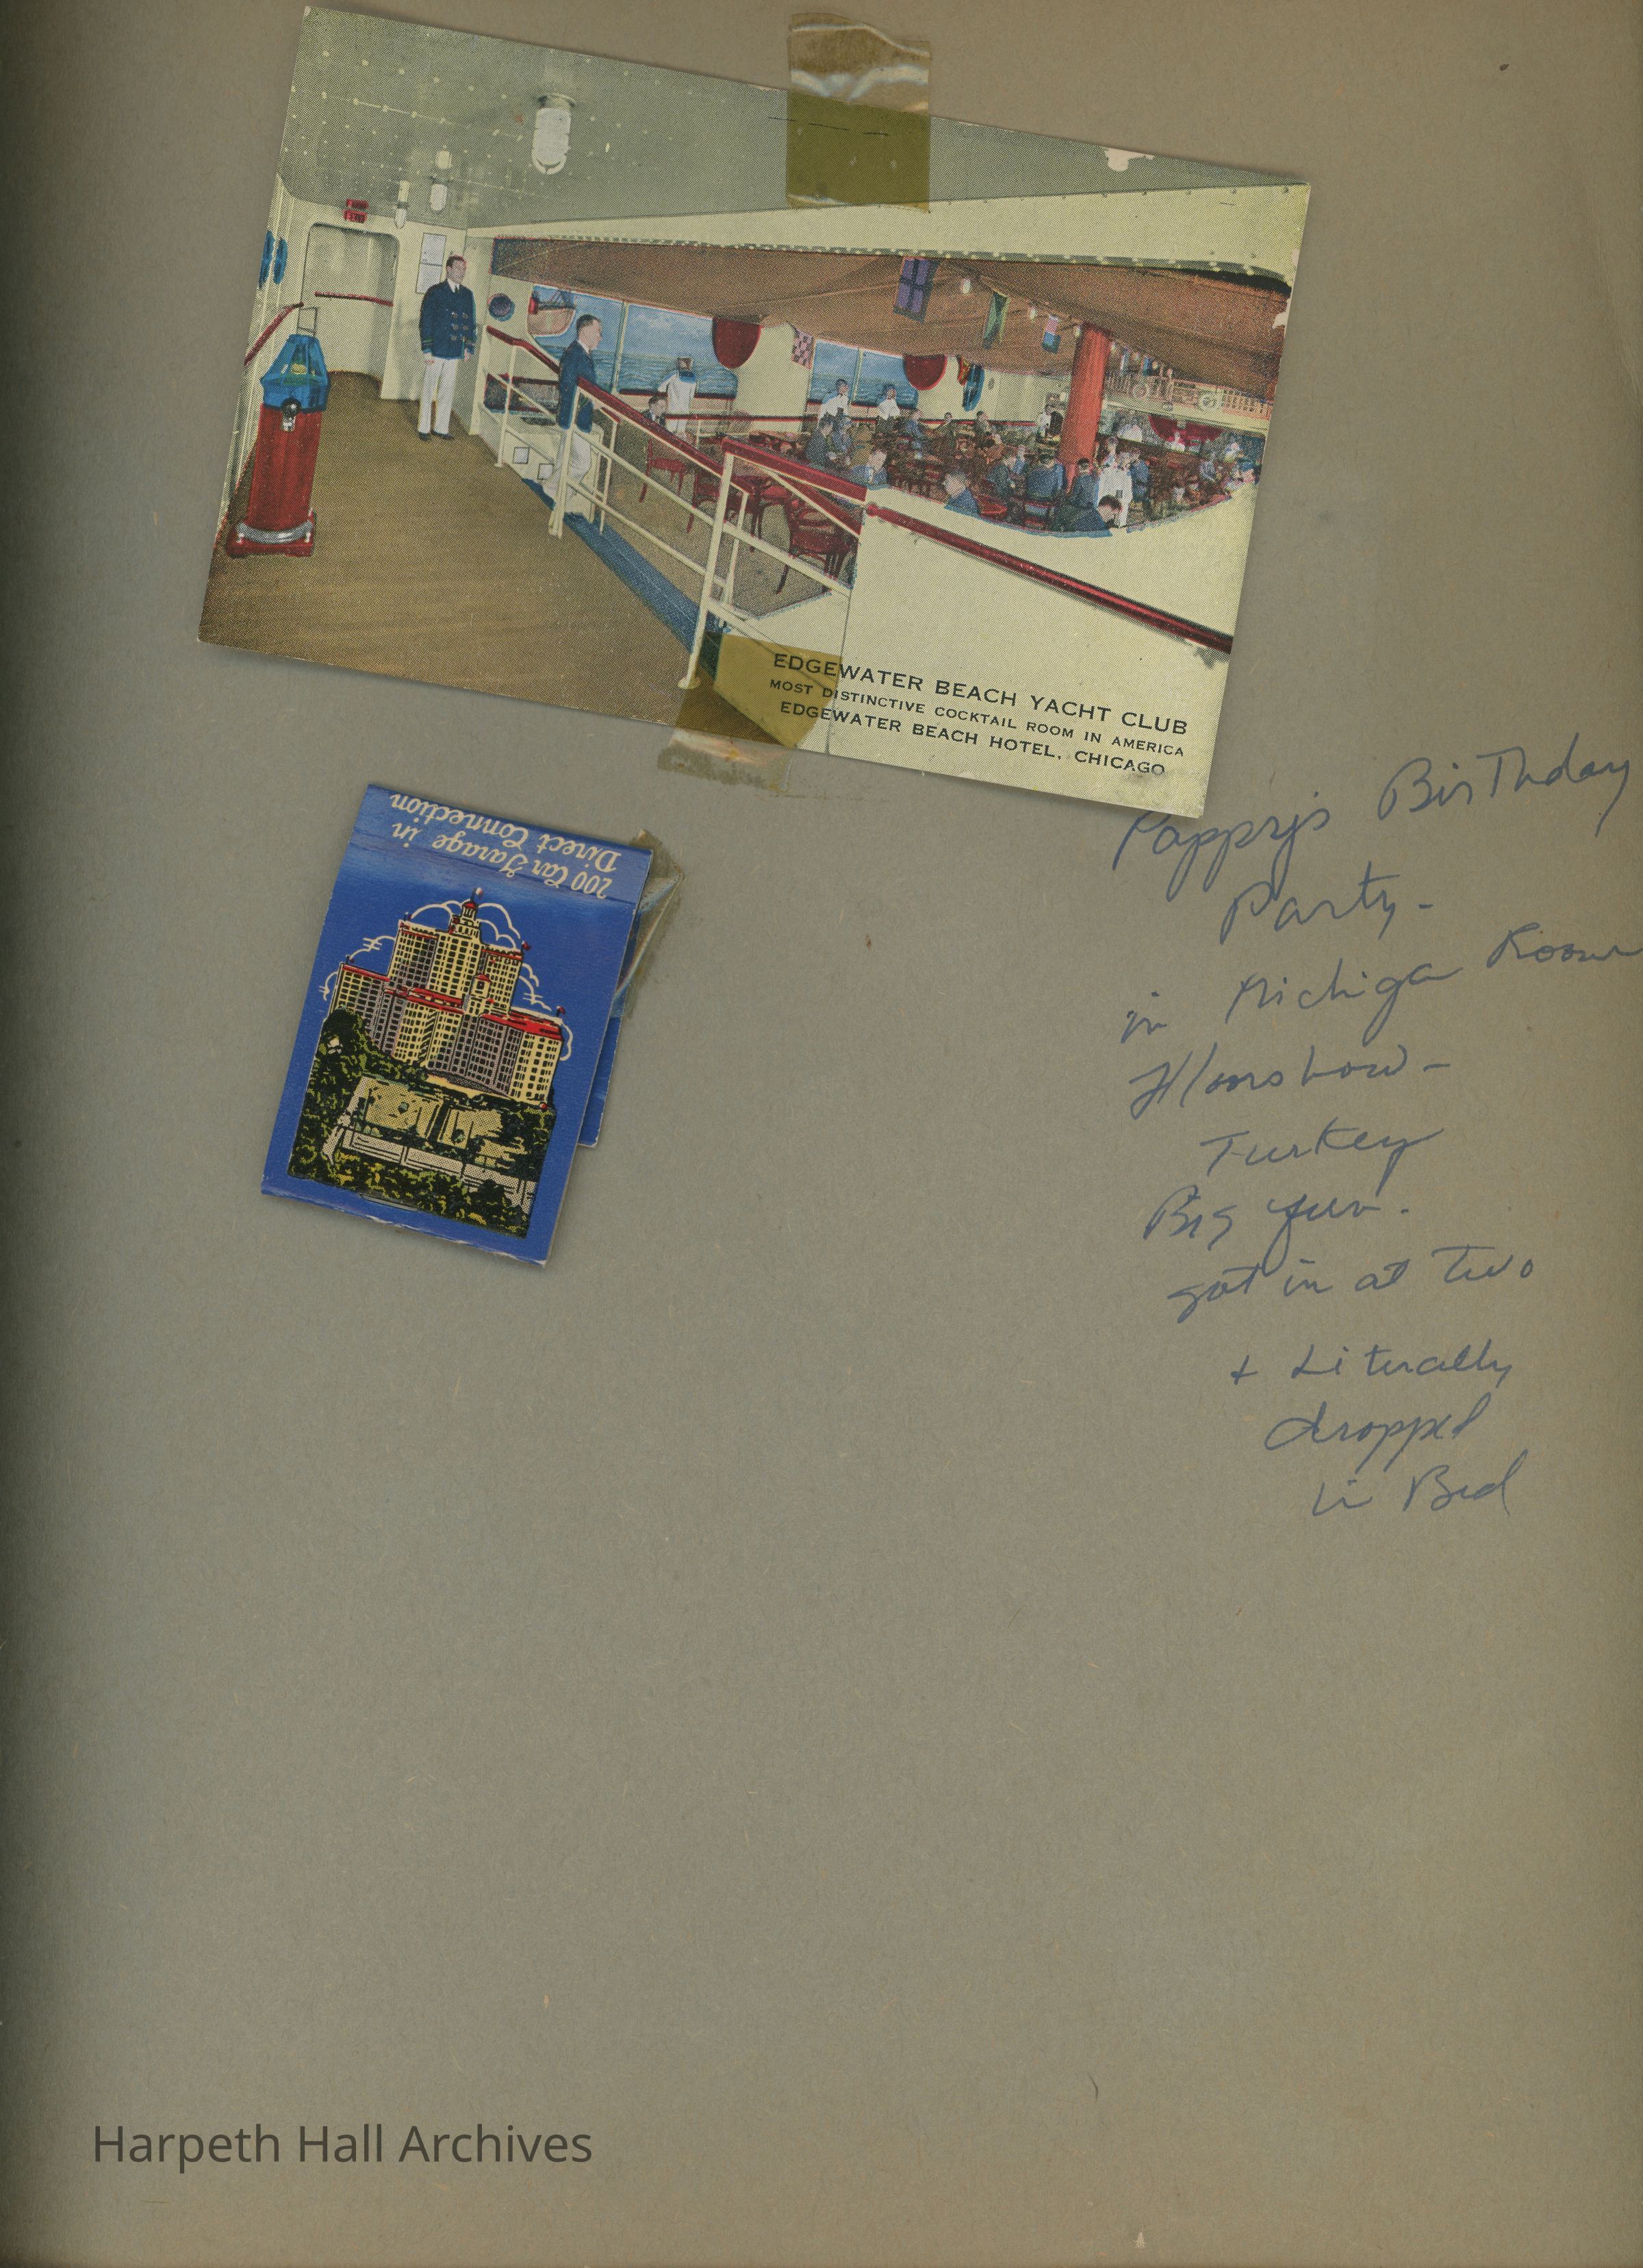 EDGEWATER BEACH YACHT CLUB
MOST DISTINCTIVE COCKTAIL ROOM IN AMERICA
EDGEWATER BEACH HOTEL, CHICAGO
200 Car Garage in
Direct Connection
Pappy's Birthday
Party -
in Michiga Room
Floorshow -
Turkey
Big fun.
got in at Two
+ Literally
dropped
in Bed
Harpeth Hall Archives